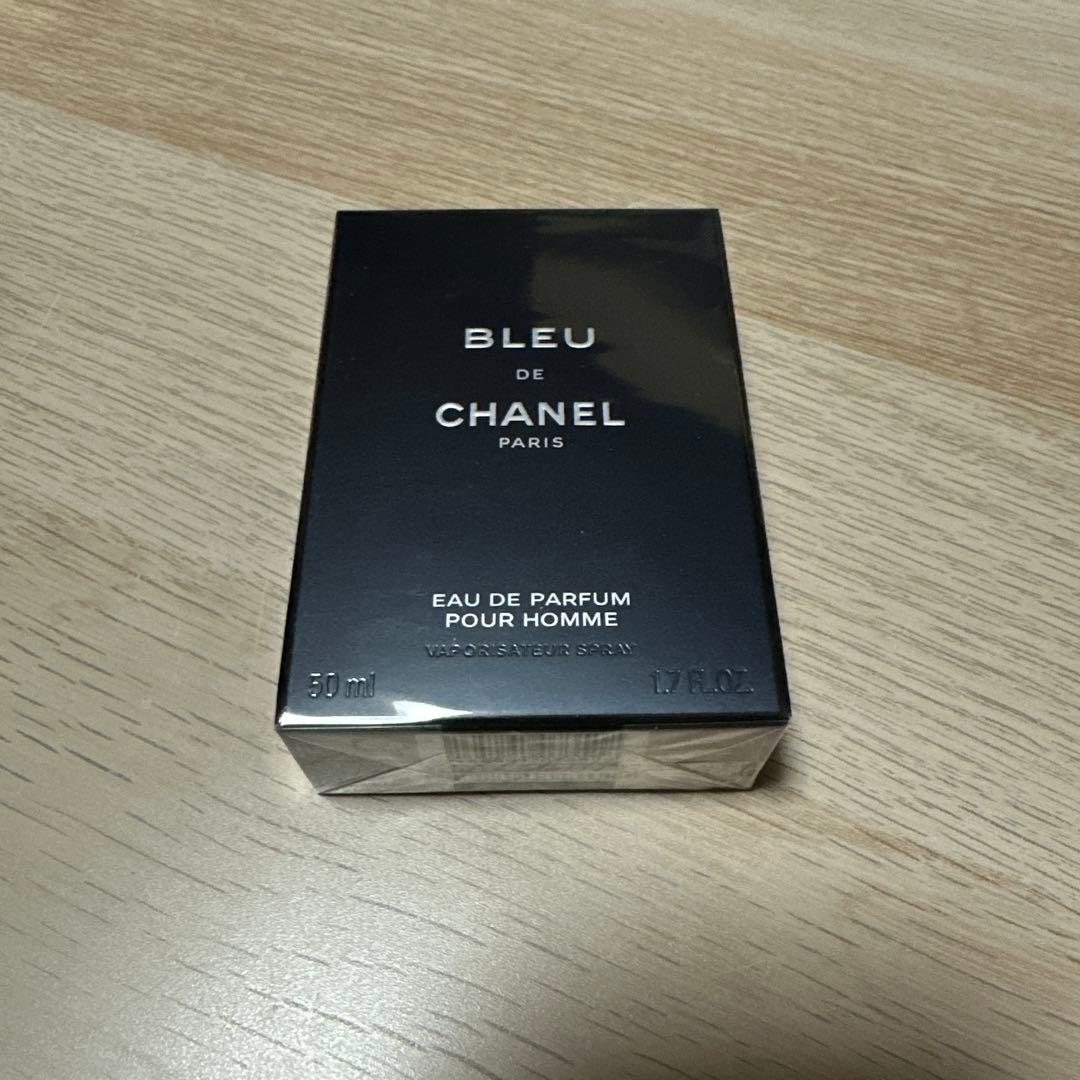 BLEU
DE
CHANEL
PARIS
EAU DE PARFUM
POUR HOMME
VAPORISATEUR SPRAY
50 ml 1.7 FL.OZ.